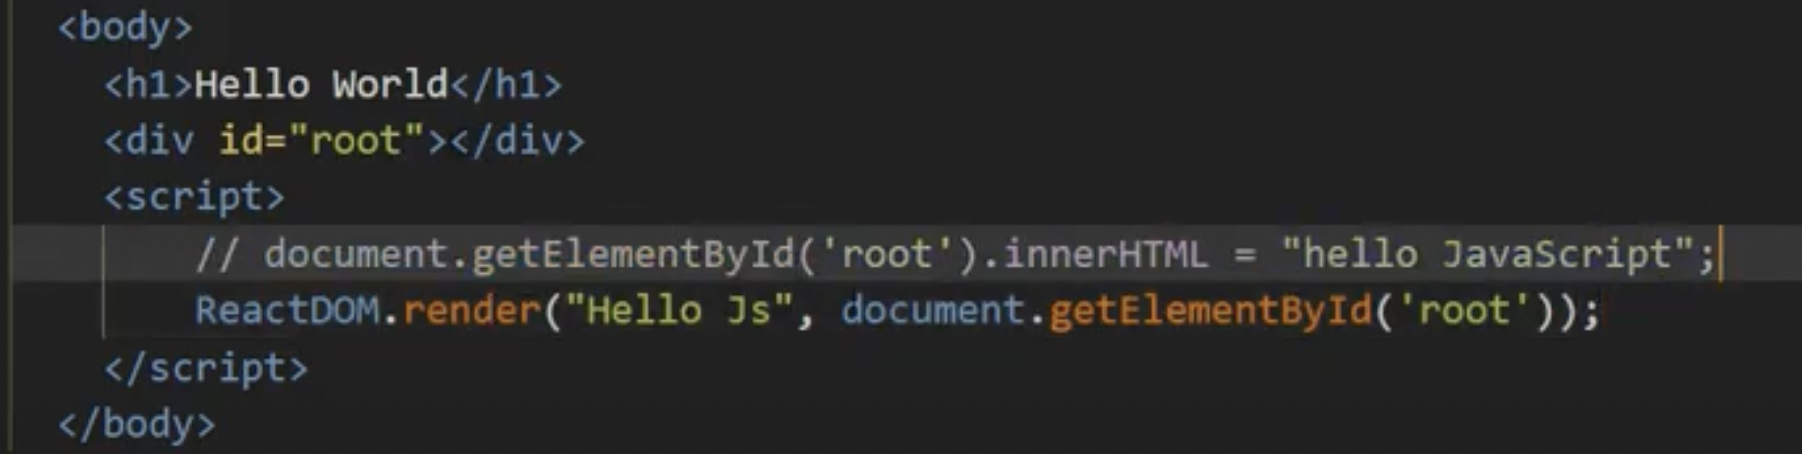 <body>
<h1>Hello World</h1>
<div id="root"></div>
<script>
// document.getElementById('root').innerHTML = "hello JavaScript";
ReactDOM.render("Hello Js", document.getElementById('root'));
</script>
</body>